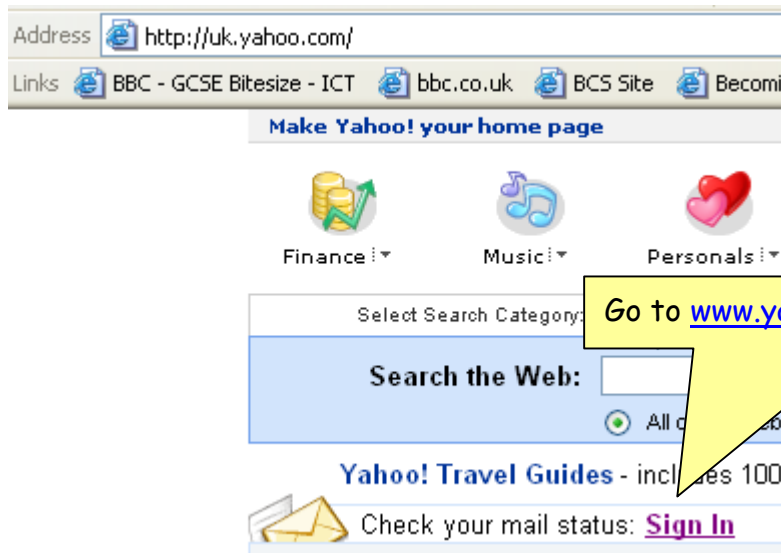 Address http://uk.yahoo.com/
Links BBC - GCSE Bitesize - ICT bbc.co.uk BCS Site
Make Yahoo! your home page
Finance Music Personals
Select Search Category:
Go to
Search the Web:
All
Yahoo! Travel Guides - 100
Check your mail status: Sign In